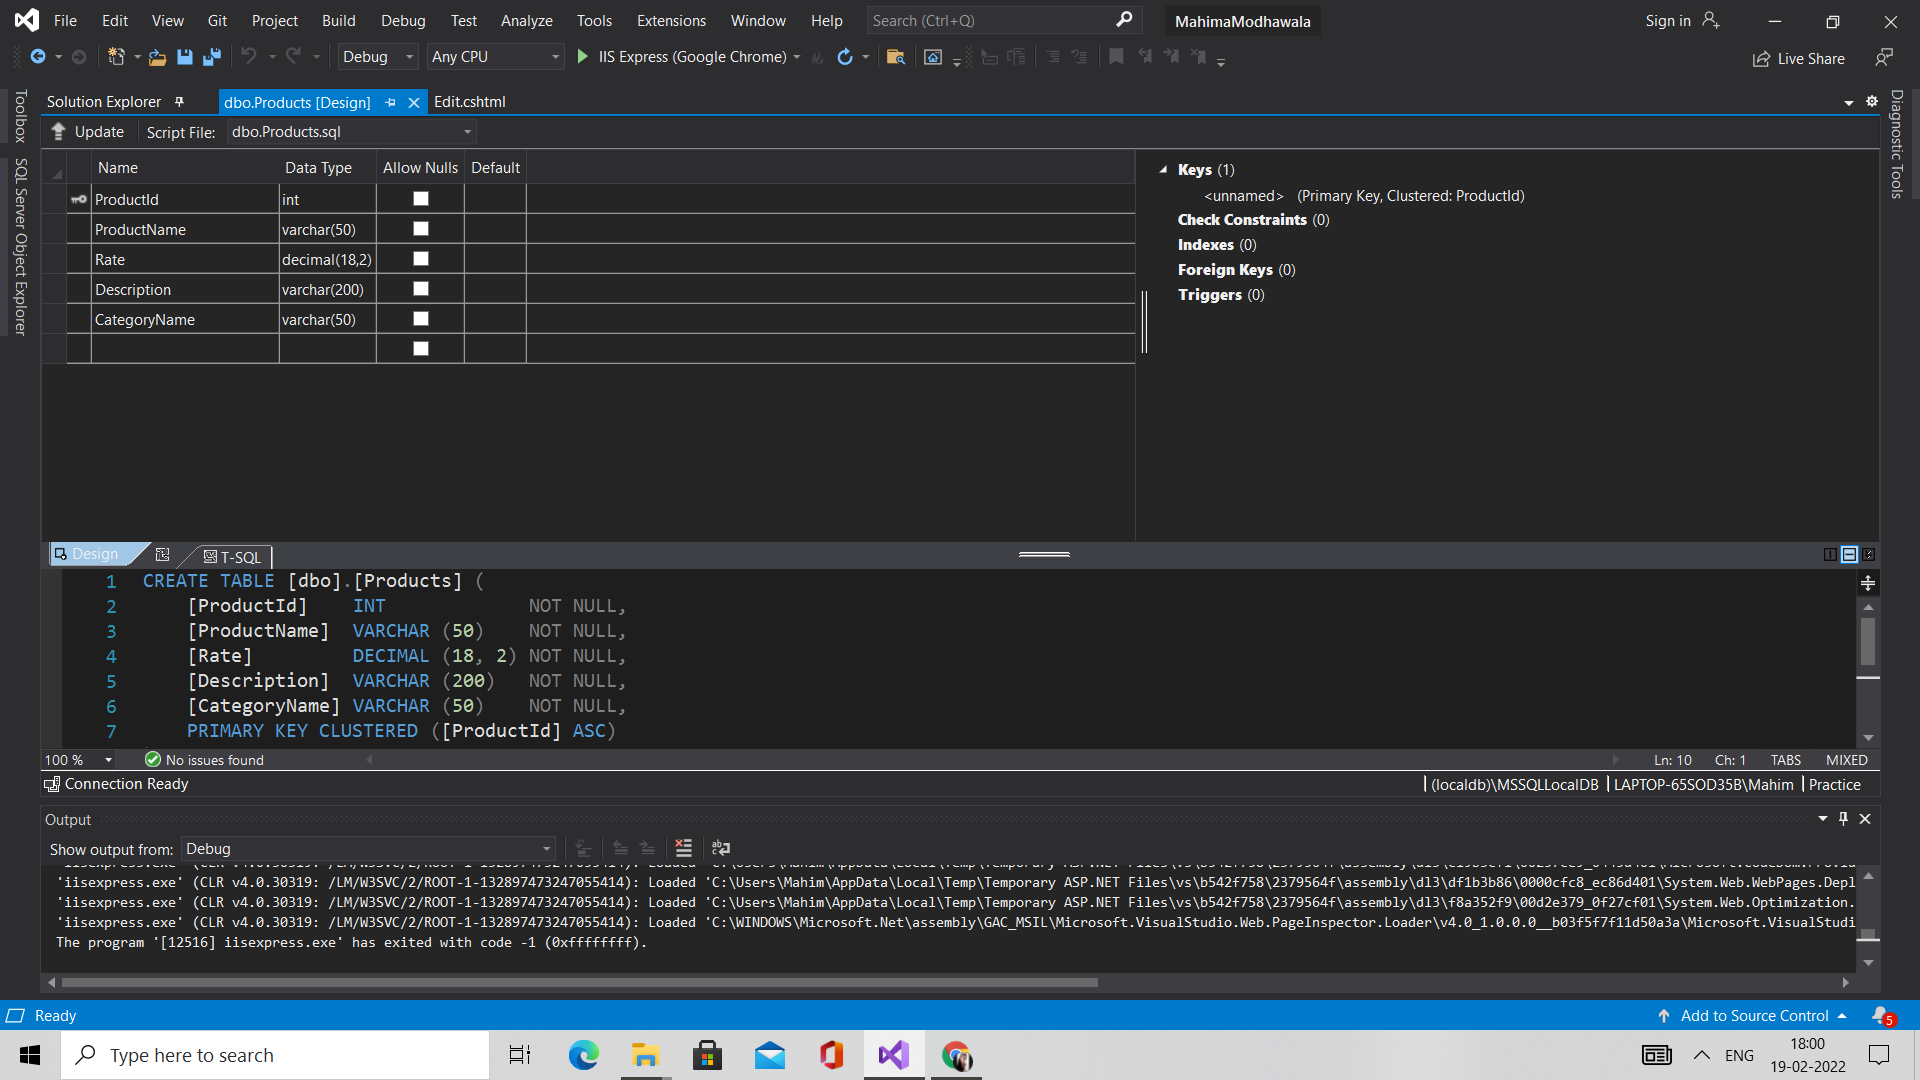 File Edit View Git Project Build Debug Test Analyze Tools Extensions Window Help Search (Ctrl+Q) MahimaModhawala Sign in
Debug Any CPU IIS Express (Google Chrome) Live Share
Toolbox
SQL Server Object Explorer
Solution Explorer dbo.Products [Design] Edit.cshtml
Diagnostic Tools
Update Script File: dbo.Products.sql
Name Data Type Allow Nulls Default
ProductId int
ProductName varchar(50)
Rate decimal(18,2)
Description varchar(200)
CategoryName varchar(50)
Keys (1)
<unnamed> (Primary Key, Clustered: ProductId)
Check Constraints (0)
Indexes (0)
Foreign Keys (0)
Triggers (0)
Design T-SQL
1 CREATE TABLE [dbo].[Products] (
2 [ProductId] INT NOT NULL,
3 [ProductName] VARCHAR (50) NOT NULL,
4 [Rate] DECIMAL (18, 2) NOT NULL,
5 [Description] VARCHAR (200) NOT NULL,
6 [CategoryName] VARCHAR (50) NOT NULL,
7 PRIMARY KEY CLUSTERED ([ProductId] ASC)
100 % No issues found Ln: 10 Ch: 1 TABS MIXED
Connection Ready (localdb)\MSSQLLocalDB LAPTOP-65SOD35B\Mahim Practice
Output
Show output from: Debug
'iisexpress.exe' (CLR v4.0.30319: /LM/W3SVC/2/ROOT-1-132897473247055414): Loaded 'C:\Users\Mahim\AppData\Local\Temp\Temporary ASP.NET Files\vs\b542f758\2379564f\assembly\dl3\df1b3b86\0000cfc8_ec86d401\System.Web.WebPages.Depl
'iisexpress.exe' (CLR v4.0.30319: /LM/W3SVC/2/ROOT-1-132897473247055414): Loaded 'C:\Users\Mahim\AppData\Local\Temp\Temporary ASP.NET Files\vs\b542f758\2379564f\assembly\dl3\f8a352f9\00d2e379_0f27cf01\System.Web.Optimization.
'iisexpress.exe' (CLR v4.0.30319: /LM/W3SVC/2/ROOT-1-132897473247055414): Loaded 'C:\WINDOWS\Microsoft.Net\assembly\GAC_MSIL\Microsoft.VisualStudio.Web.PageInspector.Loader\v4.0_1.0.0.0__b03f5f7f11d50a3a\Microsoft.VisualStudi
The program '[12516] iisexpress.exe' has exited with code -1 (0xffffffff).
Ready Add to Source Control 5
Type here to search ENG 18:00
19-02-2022